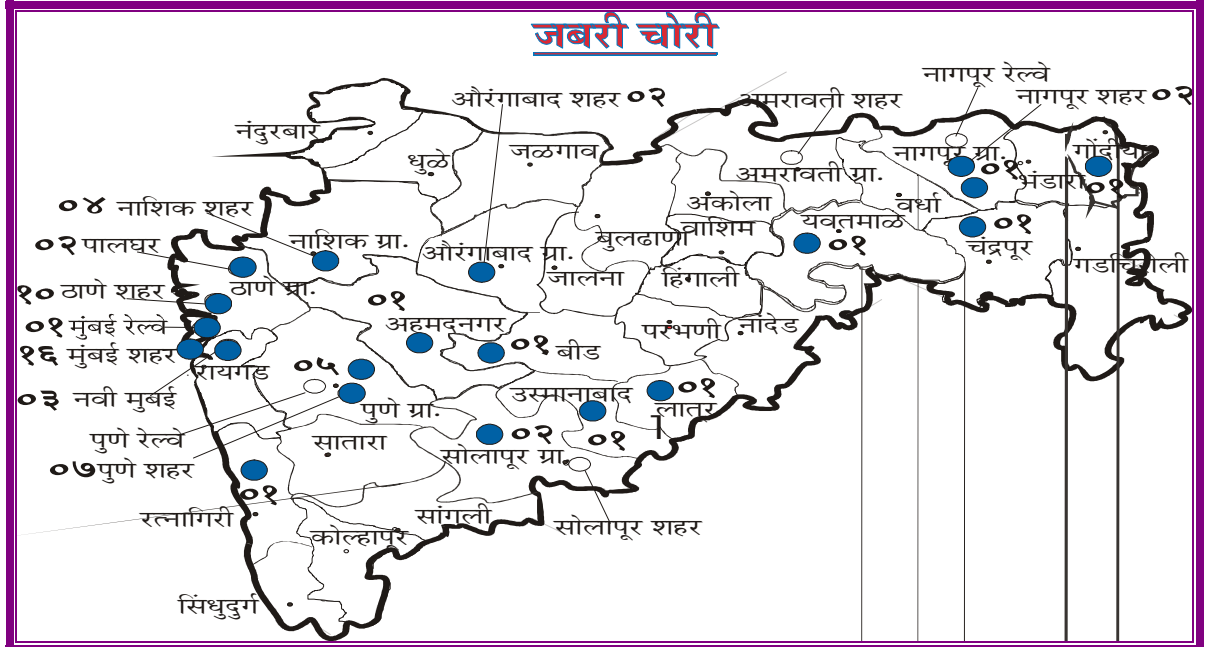 जबरी चोरी
नागपूर रेल्वे
औरंगाबाद शहर ०२
अमरावती शहर
नागपूर शहर ०२
नंदुरबार
धुळे
जळगाव
नागपूर ग्रा.
०१
गोंदीया
भंडारा
०१
अमरावती ग्रा.
०४ नाशिक शहर
अंकोला
वर्धा
वाशिम
यवतमाळ
०१
०१
चंद्रपूर
०२ पालघर
नाशिक ग्रा.
औरंगाबाद ग्रा.
बुलढाणा
जालना
हिंगाली
गडचिरोली
१० ठाणे शहर
ठाणे ग्रा.
०१
०१ मुंबई रेल्वे
अहमदनगर
परभणी
नांदेड
१६ मुंबई शहर
रायगड
०५
०१ बीड
०३ नवी मुबई
उस्मानाबाद
०१
लातूर
पुणे ग्रा.
पुणे रेल्वे
सातारा
०२
०१
सोलापूर ग्रा.
०७ पुणे शहर
०१
रत्नागिरी
सांगली
सोलापूर शहर
कोल्हापूर
सिंधुदुर्ग